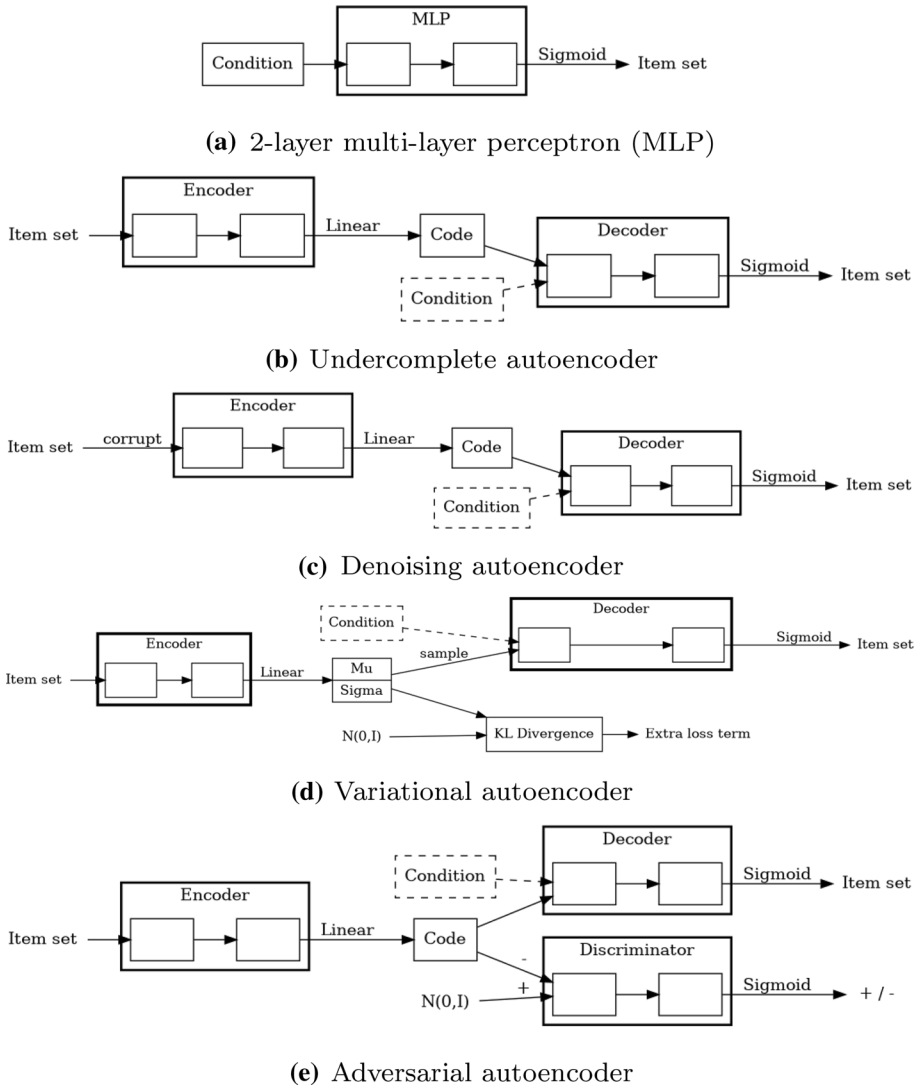 MLP
Condition
Sigmoid
Item set
(a) 2-layer multi-layer perceptron (MLP)
Encoder
Item set
Linear
Code
Condition
Decoder
Sigmoid
Item set
(b) Undercomplete autoencoder
Encoder
Item set
corrupt
Linear
Code
Condition
Decoder
Sigmoid
Item set
(c) Denoising autoencoder
Encoder
Item set
Linear
Mu
Sigma
Condition
sample
Decoder
Sigmoid
Item set
N(0,I)
KL Divergence
Extra loss term
(d) Variational autoencoder
Encoder
Item set
Linear
Code
Condition
Decoder
Sigmoid
Item set
-
+
N(0,I)
Discriminator
Sigmoid
+ / -
(e) Adversarial autoencoder